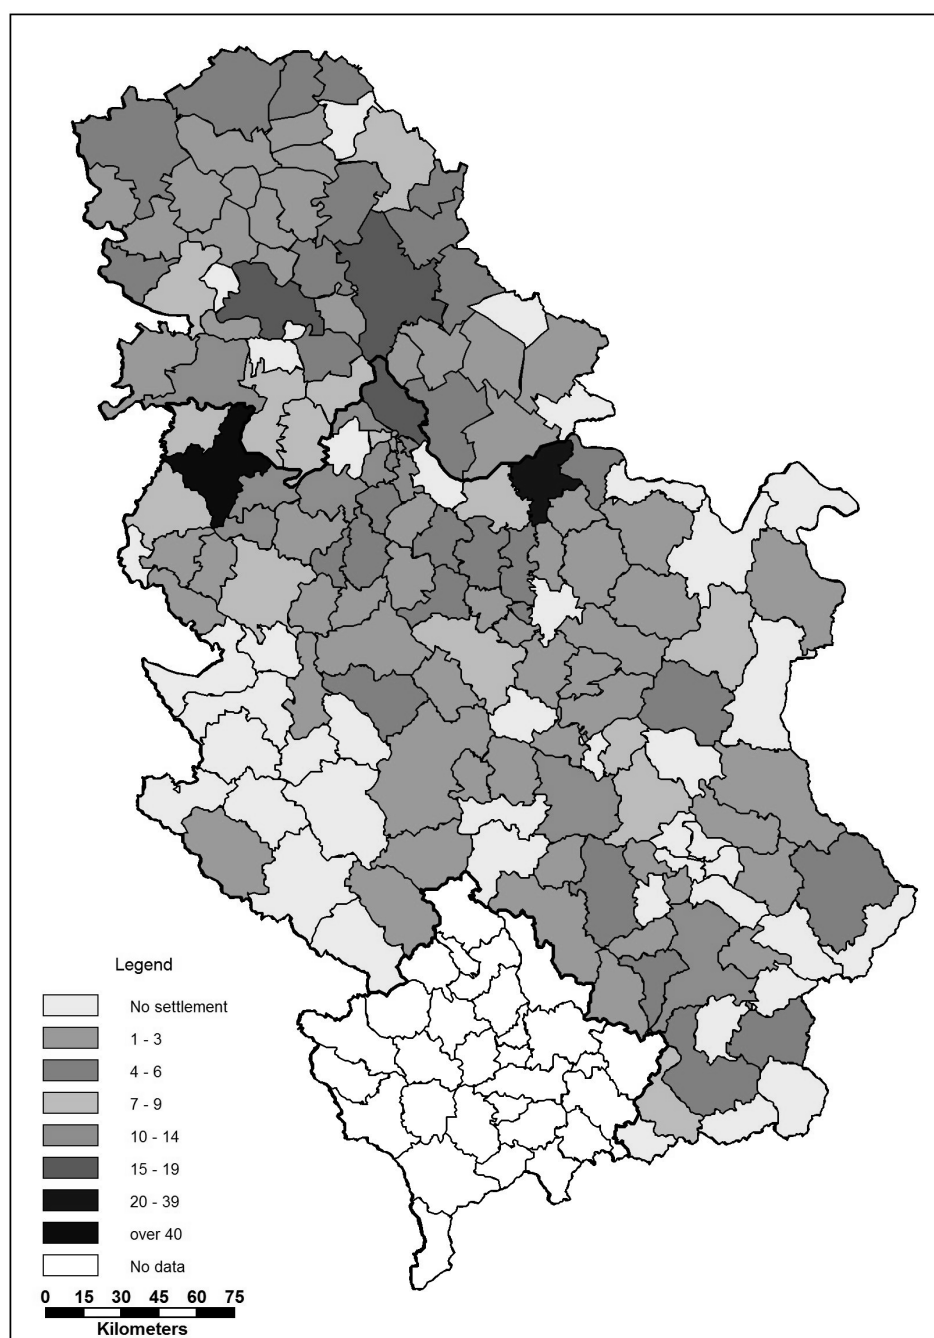 Legend
No settlement
1 - 3
4 - 6
7 - 9
10 - 14
15 - 19
20 - 39
over 40
No data
0 15 30 45 60 75
Kilometers